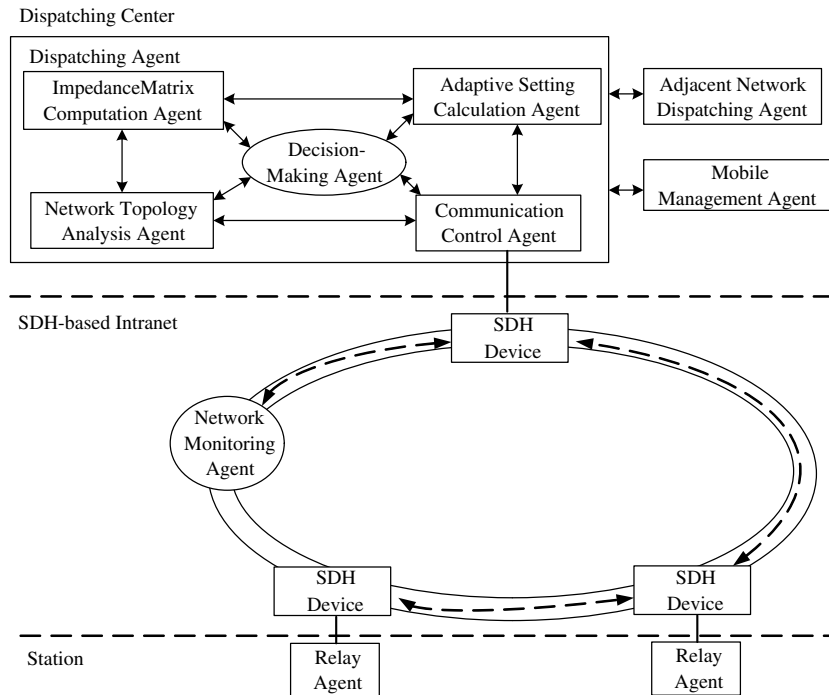 Dispatching Center
Dispatching Agent
ImpedanceMatrix
Computation Agent
Adaptive Setting
Calculation Agent
Adjacent Network
Dispatching Agent
Decision-
Making Agent
Mobile
Management Agent
Network Topology
Analysis Agent
Communication
Control Agent
SDH-based Intranet
SDH
Device
Network
Monitoring
Agent
SDH
Device
SDH
Device
Station
Relay
Agent
Relay
Agent